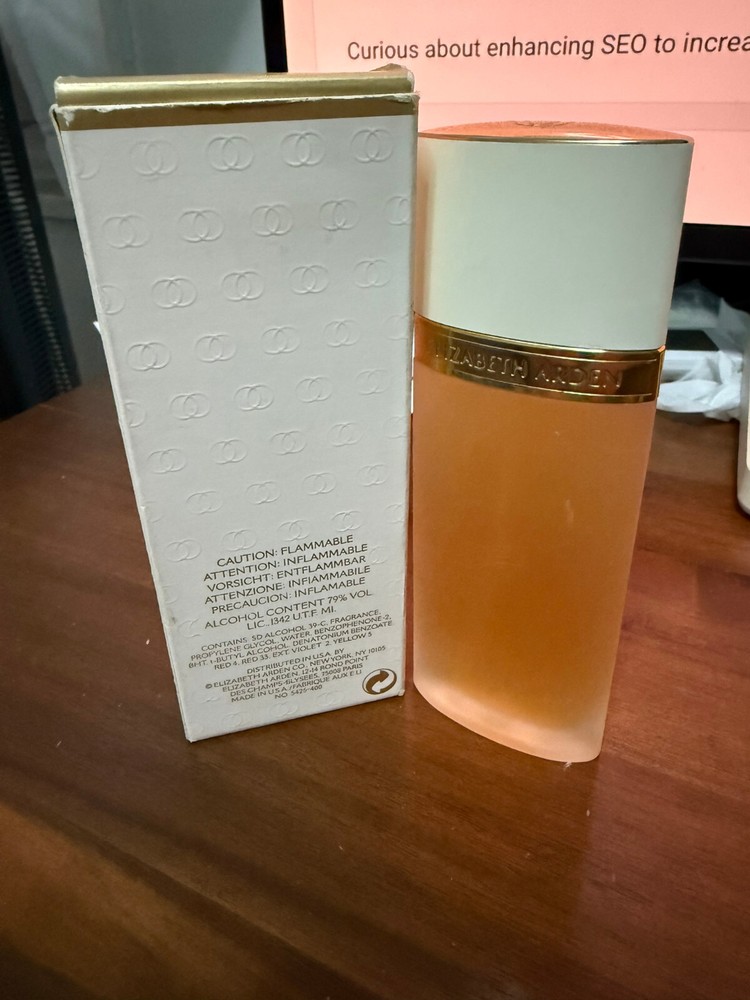 Curious about enhancing SEO to increa
ELIZABETH ARDEN
CAUTION: FLAMMABLE
ATTENTION: INFLAMMABLE
VORSICHT: ENTFLAMMBAR
ATTENZIONE: INFIAMMABILE
PRECAUCION: INFLAMABLE
ALCOHOL CONTENT 79% VOL.
LIC., 1342 U.T.F. MI.
CONTAINS: SD ALCOHOL 39-C, FRAGRANCE,
PROPYLENE GLYCOL, WATER, BENZOPHENONE-2,
BHT, t-BUTYL ALCOHOL, DENATONIUM BENZOATE,
RED 4, RED 33, EXT. VIOLET 2, YELLOW 5
DISTRIBUTED IN U.S.A. BY
© ELIZABETH ARDEN CO., NEW YORK, NY 10105
ELIZABETH ARDEN, 12-14 ROND POINT
DES CHAMPS-ELYSEES, 75008 PARIS
MADE IN U.S.A./FABRIQUE AUX E U
NO. 5425-400